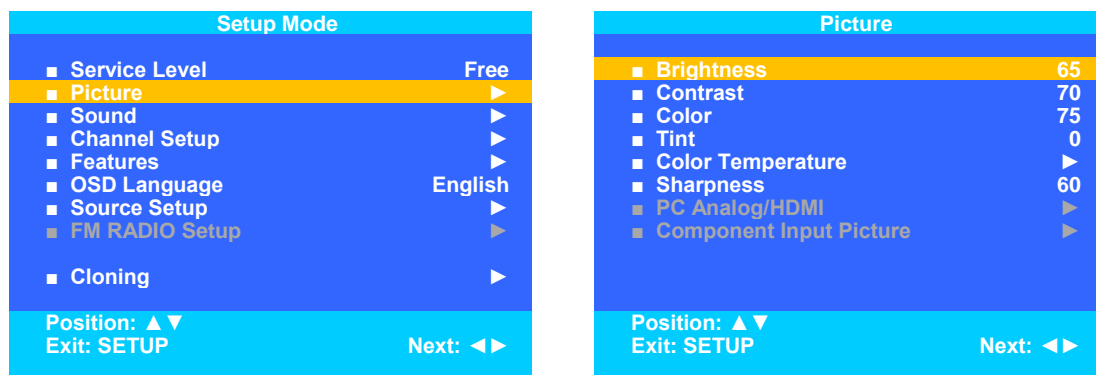 Setup Mode
■ Service Level Free
■ Picture ►
■ Sound ►
■ Channel Setup ►
■ Features ►
■ OSD Language English
■ Source Setup ►
■ FM RADIO Setup ►
■ Cloning ►
Position: ▲▼
Exit: SETUP Next: ◄►
Picture
■ Brightness 65
■ Contrast 70
■ Color 75
■ Tint 0
■ Color Temperature ►
■ Sharpness 60
■ PC Analog/HDMI ►
■ Component Input Picture ►
Position: ▲▼
Exit: SETUP Next: ◄►